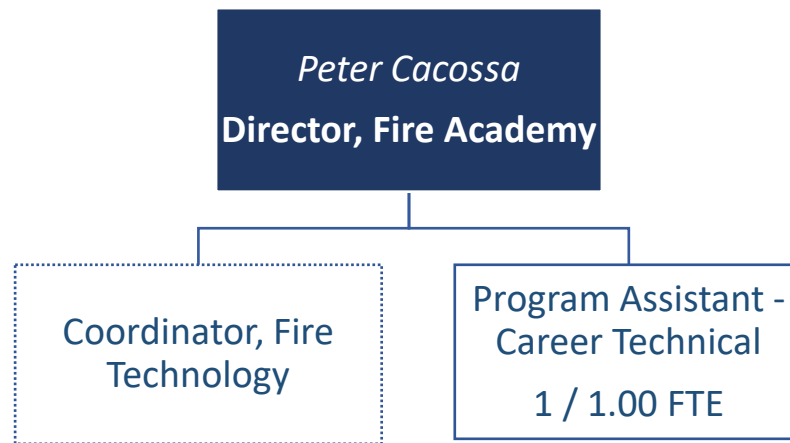 Peter Cacossa
Director, Fire Academy
Coordinator, Fire
Technology
Program Assistant -
Career Technical
1 / 1.00 FTE